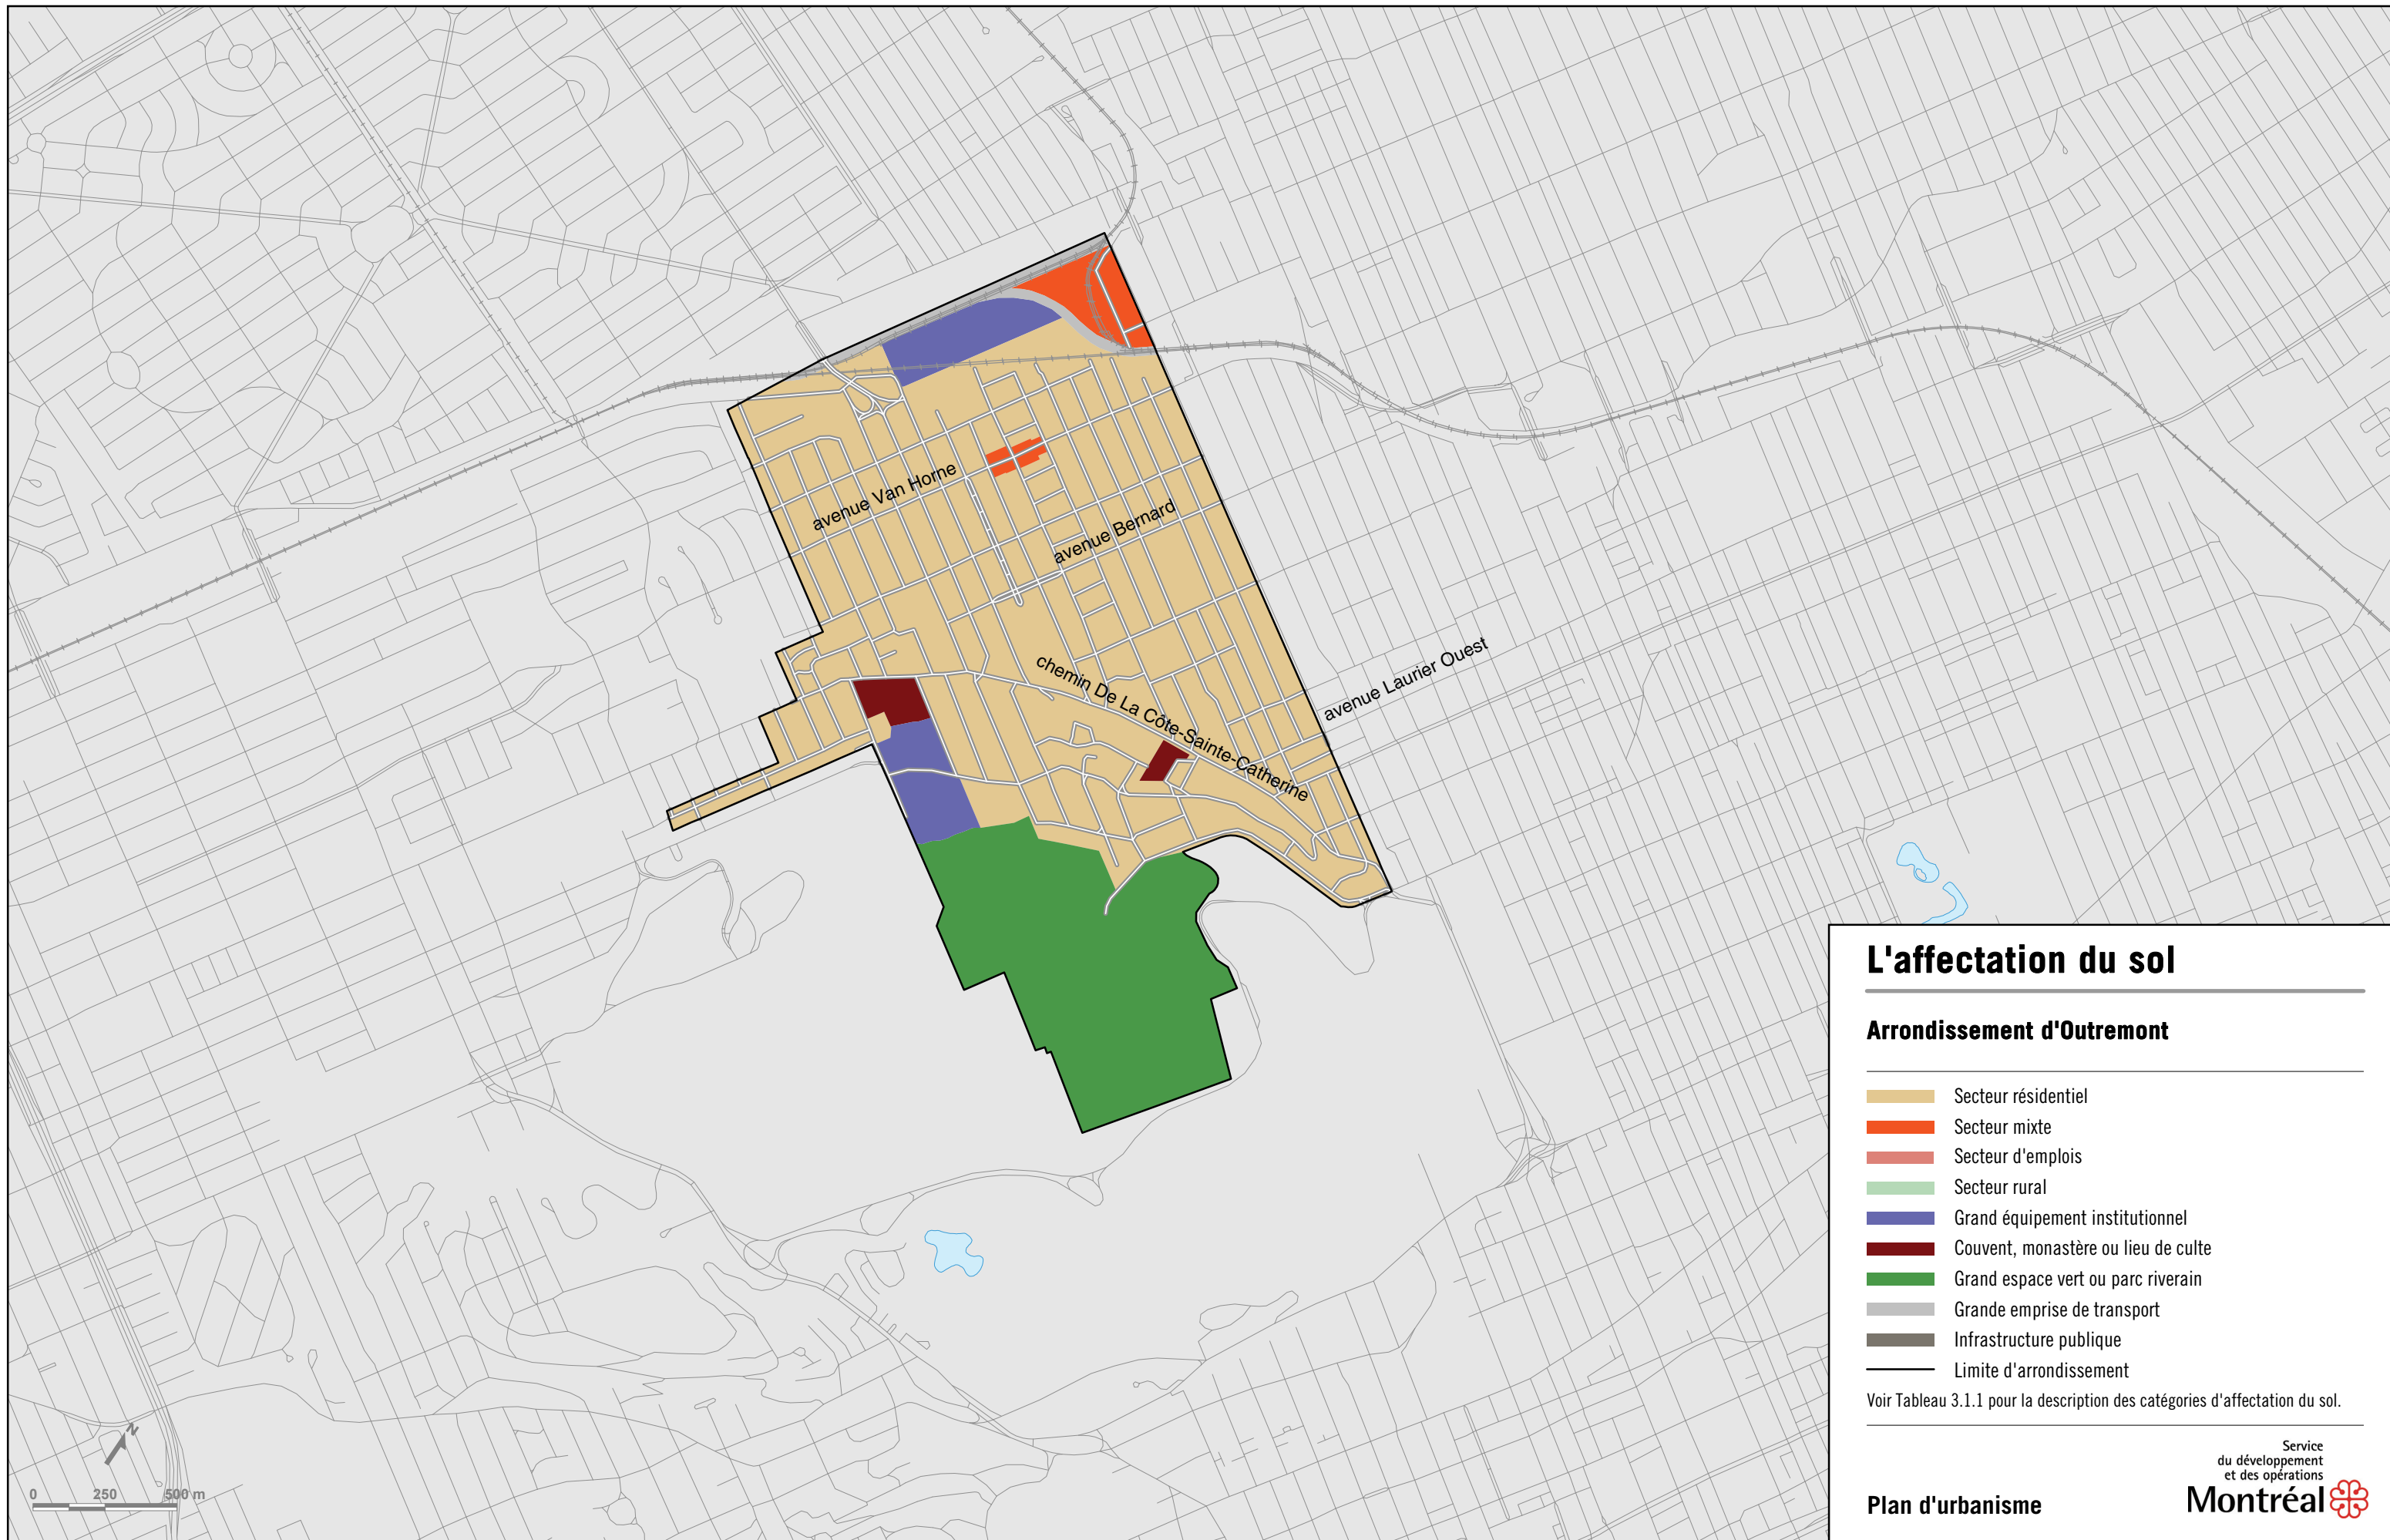 avenue Van Horne
avenue Bernard
chemin De La Côte-Sainte-Catherine
avenue Laurier Ouest
N
0 250 500 m
L'affectation du sol
Arrondissement d'Outremont
Secteur résidentiel
Secteur mixte
Secteur d'emplois
Secteur rural
Grand équipement institutionnel
Couvent, monastère ou lieu de culte
Grand espace vert ou parc riverain
Grande emprise de transport
Infrastructure publique
Limite d'arrondissement
Voir Tableau 3.1.1 pour la description des catégories d'affectation du sol.
Service
du développement
et des opérations
Montréal
Plan d'urbanisme